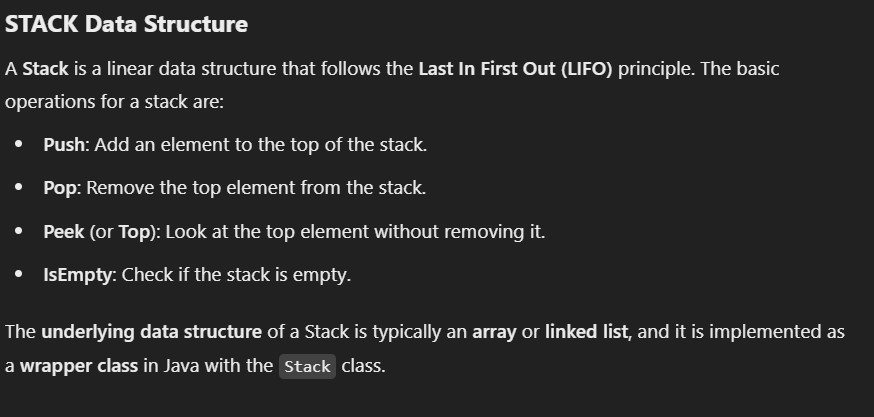 STACK Data Structure
A Stack is a linear data structure that follows the Last In First Out (LIFO) principle. The basic
operations for a stack are:
• Push: Add an element to the top of the stack.
• Pop: Remove the top element from the stack.
• Peek (or Top): Look at the top element without removing it.
• IsEmpty: Check if the stack is empty.
The underlying data structure of a Stack is typically an array or linked list, and it is implemented as
a wrapper class in Java with the Stack class.